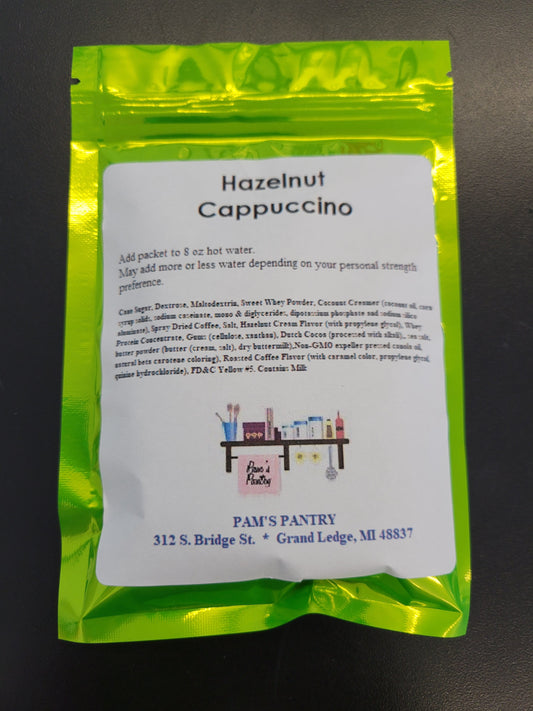 Hazelnut
Cappuccino
Add packet to 8 oz hot water.
May add more or less water depending on your personal strength
preference.
Cane Sugar, Dextrose, Maltodextrin, Sweet Whey Powder, Coconut Creamer (coconut oil, corn
syrup solids, sodium caseinate, mono & diglycerides, dipotassium phosphate and sodium silico
aluminate), Spray Dried Coffee, Salt, Hazelnut Cream Flavor (with propylene glycol), Whey
Protein Concentrate, Gums (cellulose, xanthan), Dutch Cocoa (processed with alkali), sea salt,
butter powder (butter (cream, salt), dry buttermilk),Non-GMO expeller pressed canola oil,
natural beta carotene coloring), Roasted Coffee Flavor (with caramel color, propylene glycol,
quinine hydrochloride), FD&C Yellow #5. Contains Milk
Pam's
Pantry
PAM'S PANTRY
312 S. Bridge St. * Grand Ledge, MI 48837